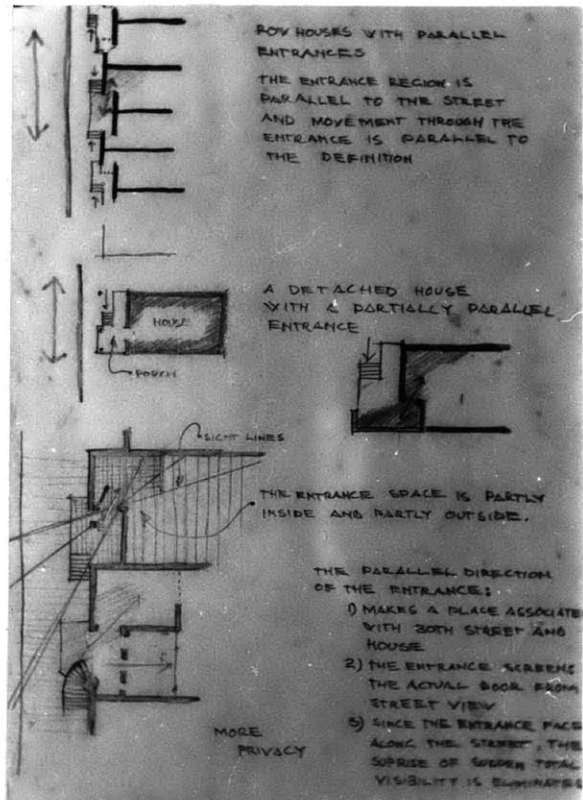 ROW HOUSES WITH PARALLEL
ENTRANCES
THE ENTRANCE REGION IS
PARALLEL TO THE STREET
AND MOVEMENT THROUGH THE
ENTRANCE IS PARALLEL TO
THE DEFINITION
A DETACHED HOUSE
WITH A PARTIALLY PARALLEL
ENTRANCE
HOUSE
PORCH
SIGHT LINES
THE ENTRANCE SPACE IS PARTLY
INSIDE AND PARTLY OUTSIDE.
THE PARALLEL DIRECTION
OF THE ENTRANCE:
1) MAKES A PLACE ASSOCIATE
WITH BOTH STREET AND
HOUSE
2) THE ENTRANCE SCREENS
THE ACTUAL DOOR FROM
STREET VIEW
3) SINCE THE ENTRANCE FACE
ALONG THE STREET, THE
SUPRISE OF SUDDEN TOTAL
VISIBILITY IS ELIMINATED
MORE
PRIVACY